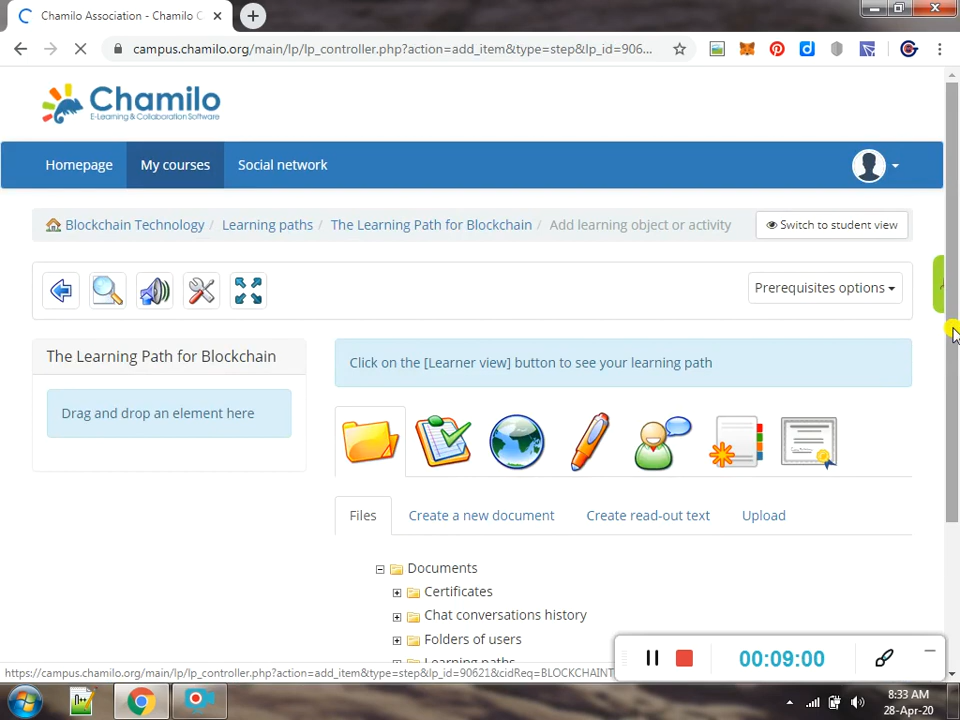 Chamilo Association - Chamilo C
campus.chamilo.org/main/lp/lp_controller.php?action=add_item&type=step&lp_id=906...
Chamilo
E-Learning & Collaboration Software
Homepage My courses Social network
Blockchain Technology / Learning paths / The Learning Path for Blockchain / Add learning object or activity Switch to student view
Prerequisites options
The Learning Path for Blockchain
Click on the [Learner view] button to see your learning path
Drag and drop an element here
Files Create a new document Create read-out text Upload
Documents
Certificates
Chat conversations history
Folders of users
Learning paths
00:09:00
https://campus.chamilo.org/main/lp/lp_controller.php?action=add_item&type=step&lp_id=90621&cidReq=BLOCKCHAINT
8:33 AM
28-Apr-20